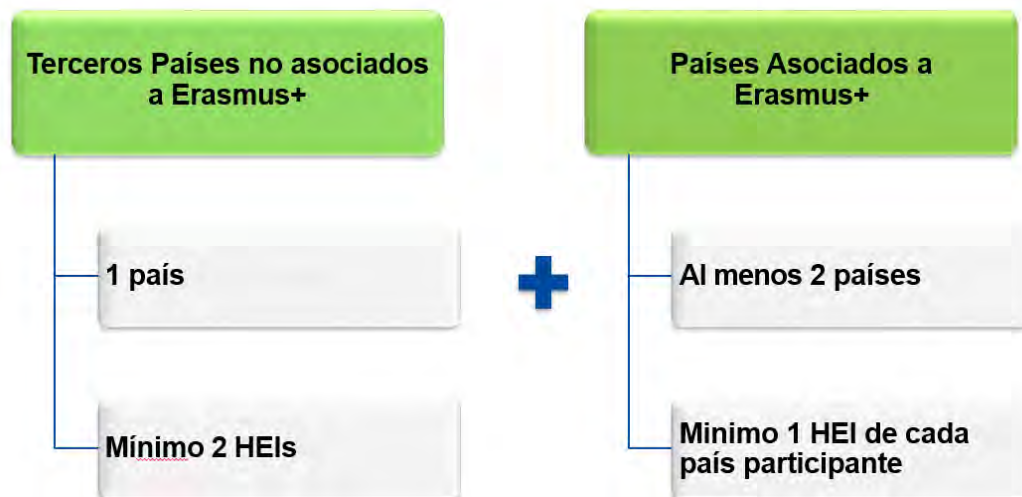 Terceros Países no asociados
a Erasmus+
1 país
Mínimo 2 HEIs
Países Asociados a
Erasmus+
Al menos 2 países
Minimo 1 HEI de cada
país participante